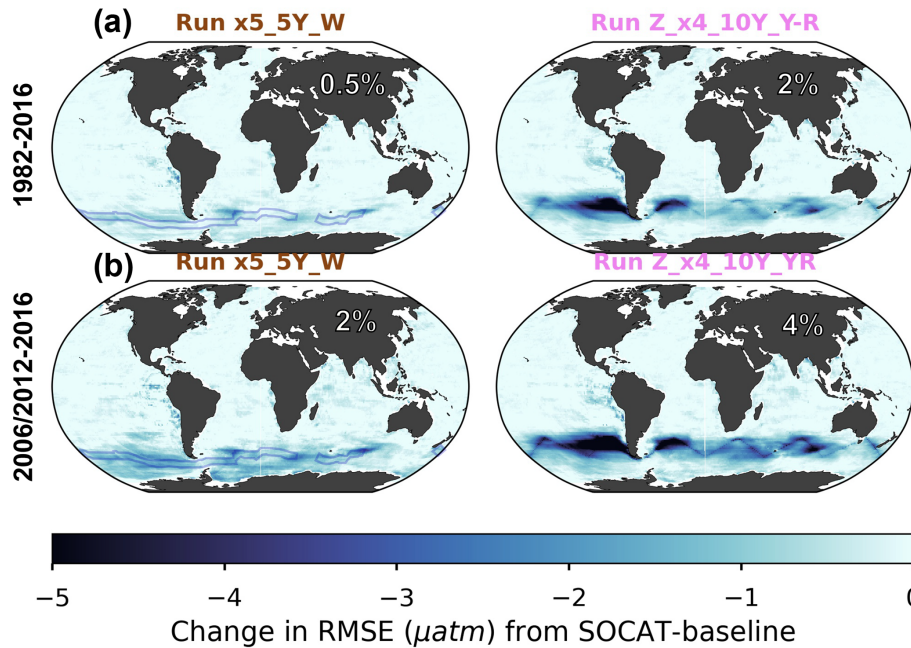 (a)
Run x5_5Y_W
Run Z_x4_10Y_Y-R
1982-2016
0.5%
2%
(b)
Run x5_5Y_W
Run Z_x4_10Y_YR
2006/2012-2016
2%
4%
−5 −4 −3 −2 −1 0
Change in RMSE (μatm) from SOCAT-baseline